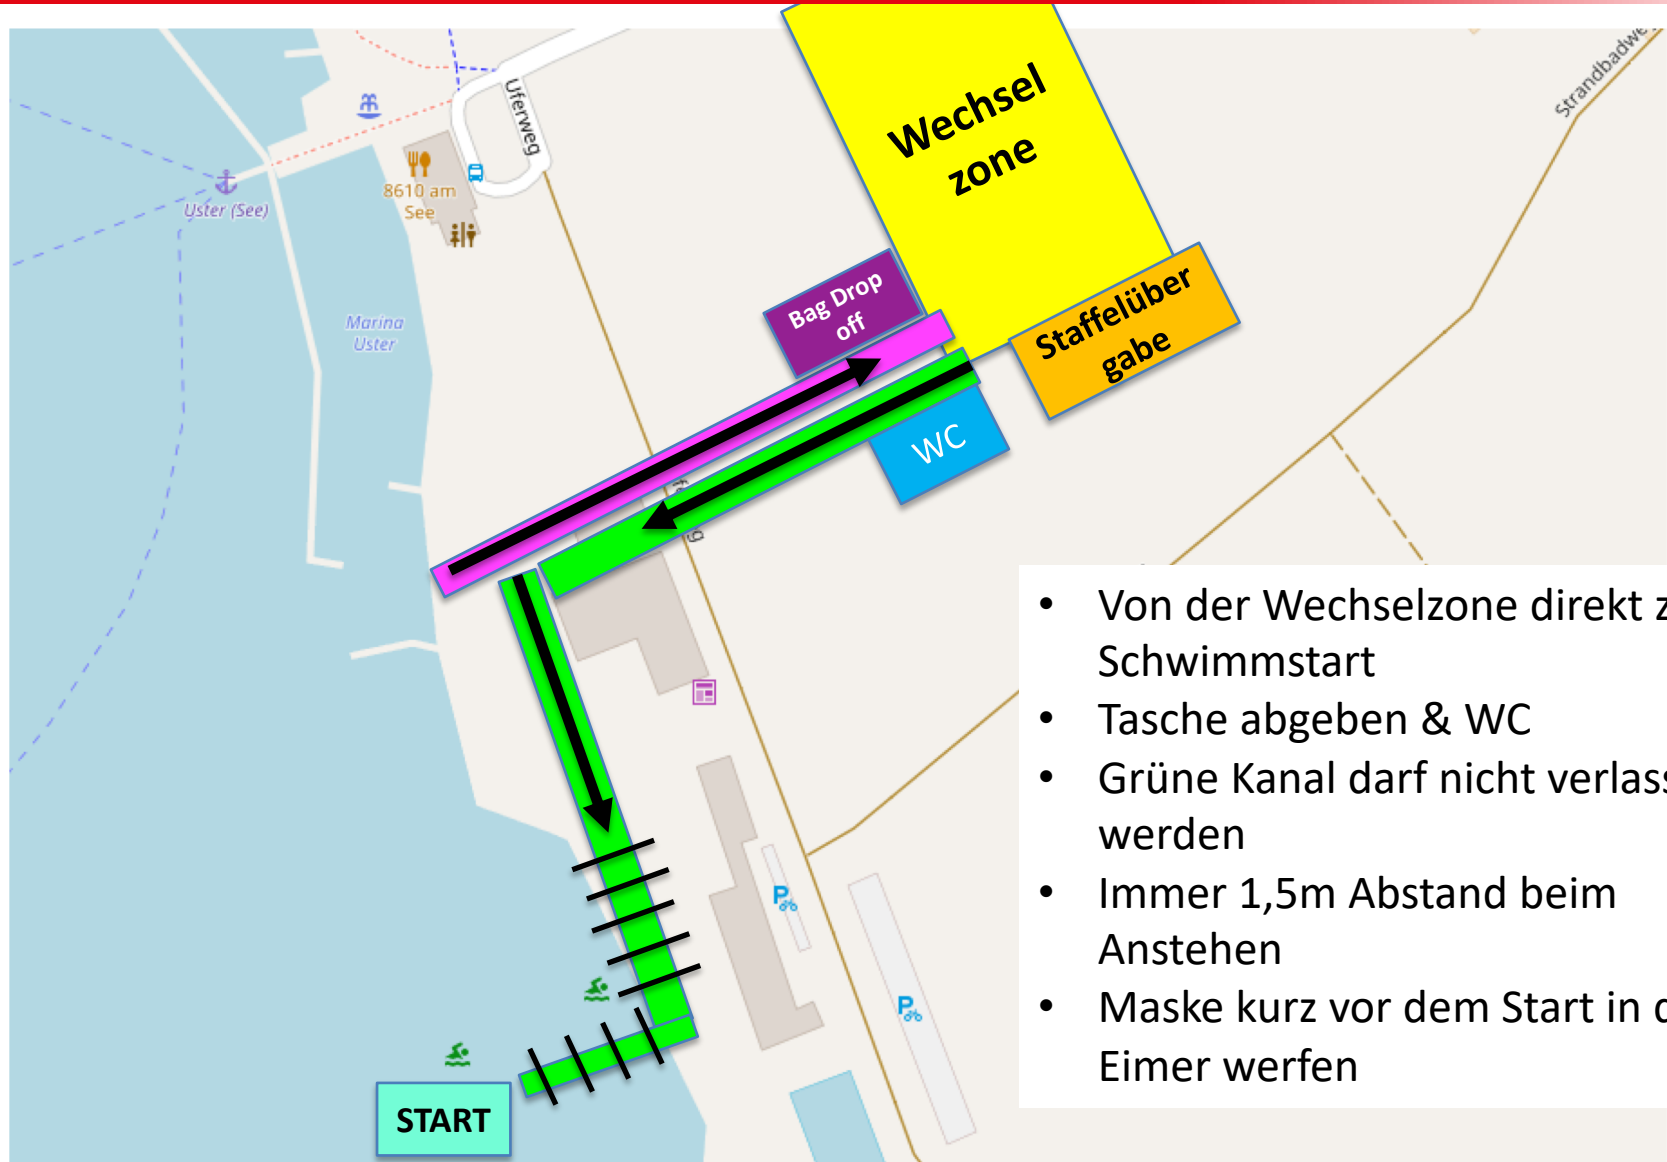 Uferweg
Strandbadweg
Wechsel
zone
8610 am
See
Uster (See)
Marina
Uster
Bag Drop
off
Staffelüber
gabe
WC
START
P
P
• Von der Wechselzone direkt z
Schwimmstart
• Tasche abgeben & WC
• Grüne Kanal darf nicht verlass
werden
• Immer 1,5m Abstand beim
Anstehen
• Maske kurz vor dem Start in d
Eimer werfen